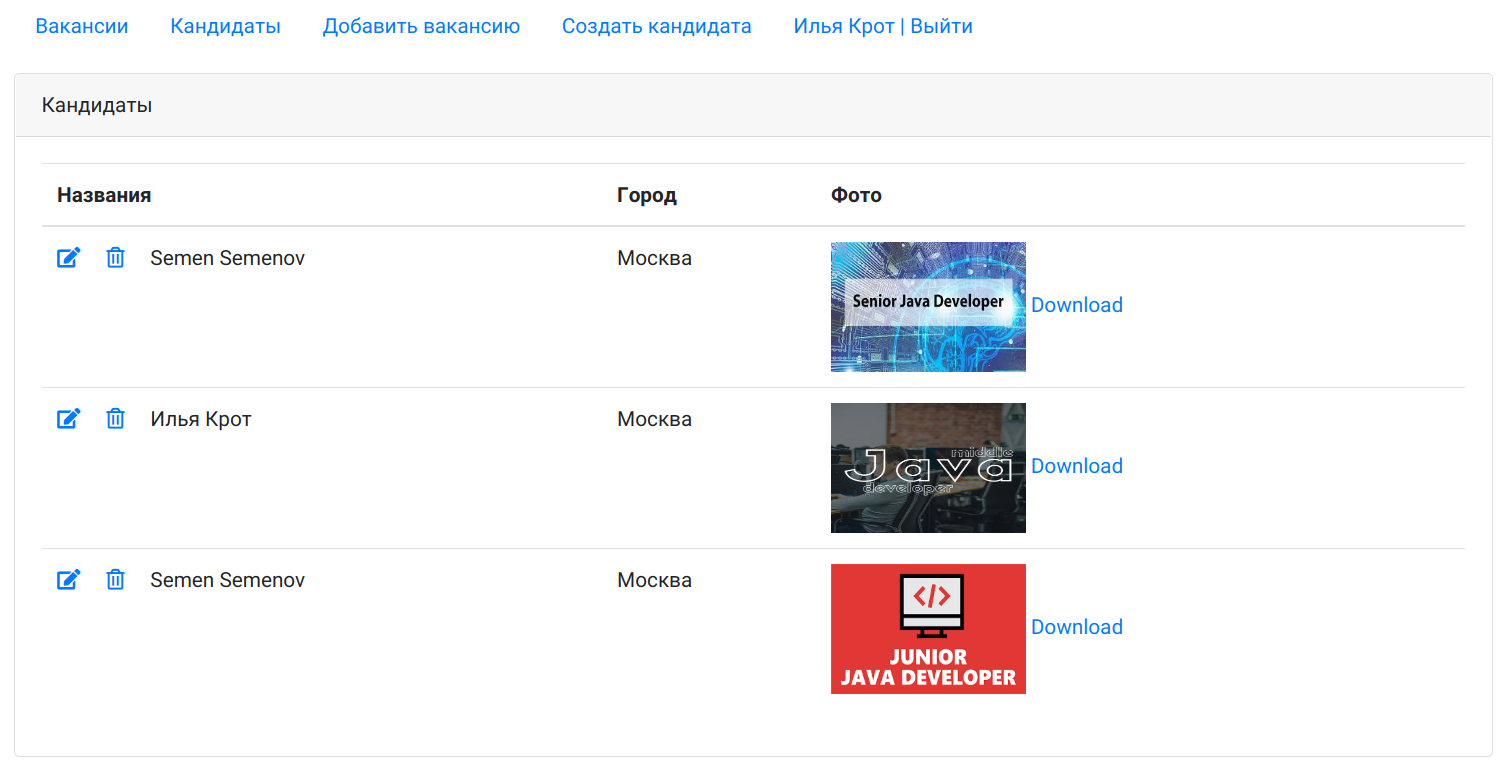 Вакансии Кандидаты Добавить вакансию Создать кандидата Илья Крот | Выйти
Кандидаты
Названия Город Фото
Semen Semenov Москва Senior Java Developer Download
Илья Крот Москва
middle
Java Download
developer
Semen Semenov Москва
Download
JUNIOR
JAVA DEVELOPER